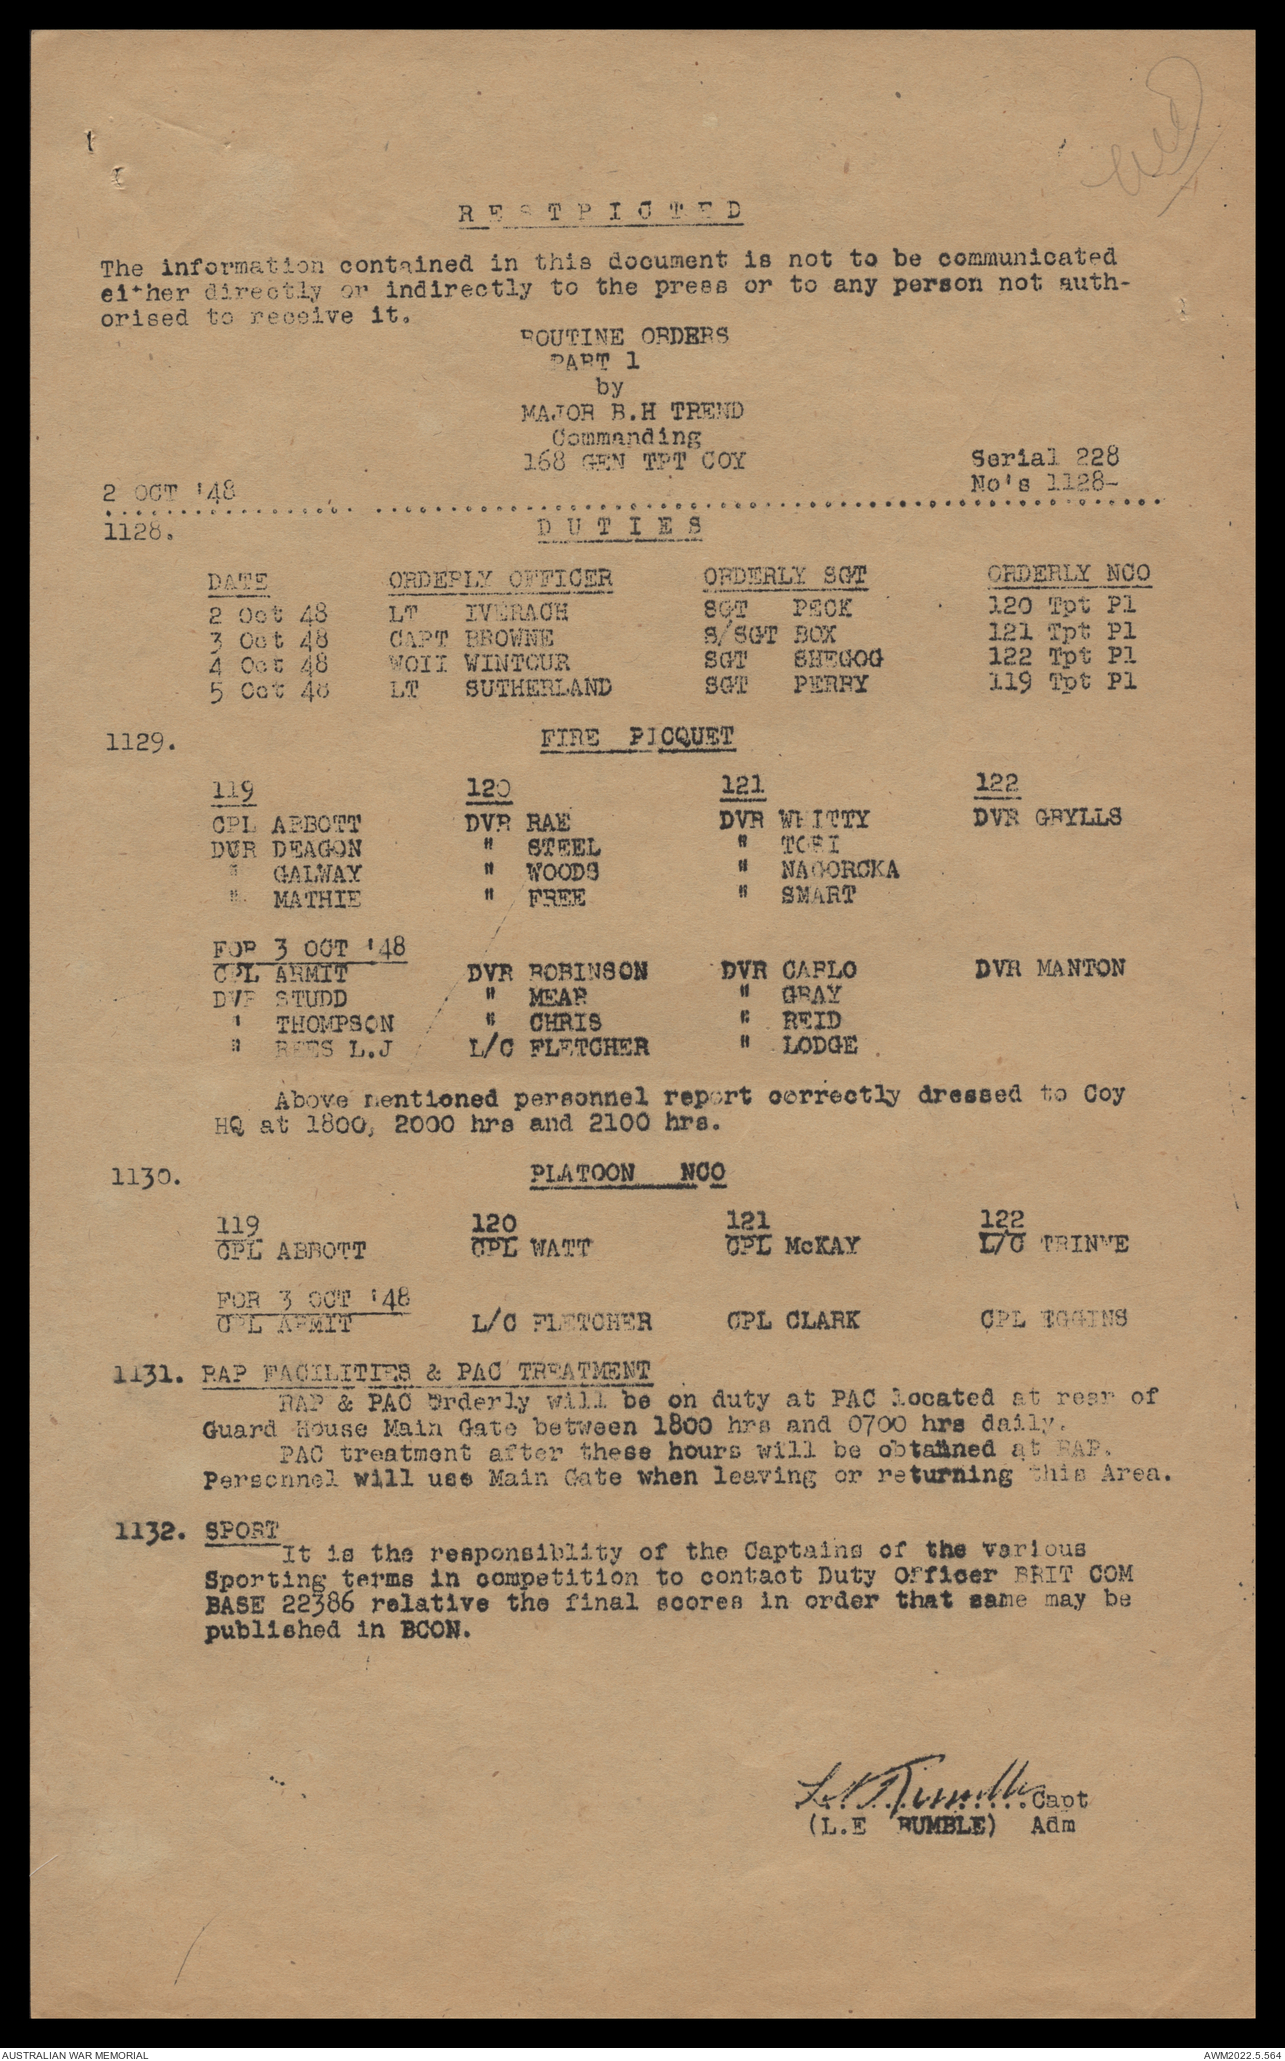 RESTRICTED
The information contained in this document is not to be communicated
either directly or indirectly to the press or to any person not auth-
orised to receive it.
ROUTINE ORDERS
PART 1
by
MAJOR B.H TREND
Commanding
168 GEN TPT COY
Serial 228
2 OCT '48 No's 1128-
1128. DUTIES
DATE ORDERLY OFFICER ORDERLY SGT ORDERLY NCO
2 Oct 48 LT IVERACH SGT PECK 120 Tpt Pl
3 Oct 48 CAPT BROWNE S/SGT BOX 121 Tpt Pl
4 Oct 48 WOII WINTOUR SGT SHEGOG 122 Tpt Pl
5 Oct 48 LT SUTHERLAND SGT PERRY 119 Tpt Pl
1129. FIRE PICQUET
119 120 121 122
CPL ABBOTT DVR RAE DVR WHITTY DVR GRYLLS
DVR DEACON " STEEL " TORI
" GALWAY " WOODS " NAGORCKA
" MATHIE " FREE " SMART
FOR 3 OCT '48
CPL ARMIT DVR ROBINSON DVR CARLO DVR MANTON
DVR STUDD " MEAR " GRAY
" THOMPSON " CHRIS " REID
" REES L.J L/C FLETCHER " LODGE
Above mentioned personnel report correctly dressed to Coy
HQ at 1800, 2000 hrs and 2100 hrs.
1130. PLATOON NCO
119 120 121 122
CPL ABBOTT CPL WATT CPL McKAY L/C
FOR 3 OCT '48
CPL ARMIT L/C FLETCHER CPL CLARK CPL EGGINS
1131. RAP FACILITIES & PAC TREATMENT
RAP & PAC Orderly will be on duty at PAC located at rear of
Guard House Main Gate between 1800 hrs and 0700 hrs daily.
PAC treatment after these hours will be obtained at RAP.
Personnel will use Main Gate when leaving or returning this Area.
1132. SPORT
It is the responsiblity of the Captains of the various
Sporting terms in competition to contact Duty Officer BRIT COM
BASE 22386 relative the final scores in order that same may be
published in BCON.
Capt
(L.E RUMBLE) Adm
AUSTRALIAN WAR MEMORIAL AWM2022.5.564